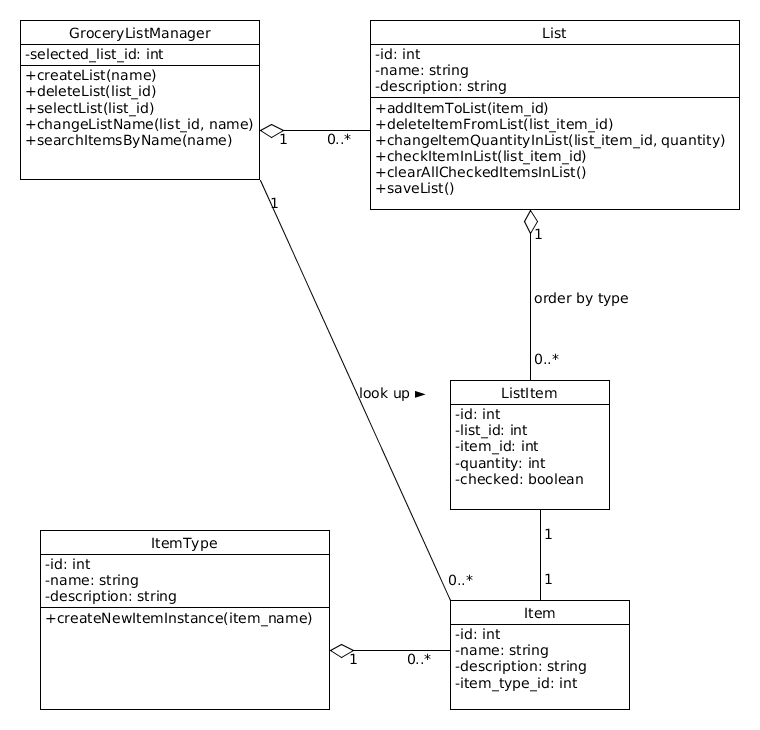 GroceryListManager
-selected_list_id: int
+createList(name)
+deleteList(list_id)
+selectList(list_id)
+changeListName(list_id, name)
+searchItemsByName(name)
List
-id: int
-name: string
-description: string
+addItemToList(item_id)
+deleteItemFromList(list_item_id)
+changeItemQuantityInList(list_item_id, quantity)
+checkItemInList(list_item_id)
+clearAllCheckedItemsInList()
+saveList()
1
0..*
1
1
order by type
0..*
look up ►
ListItem
-id: int
-list_id: int
-item_id: int
-quantity: int
-checked: boolean
1
1
0..*
ItemType
-id: int
-name: string
-description: string
+createNewItemInstance(item_name)
1
0..*
Item
-id: int
-name: string
-description: string
-item_type_id: int